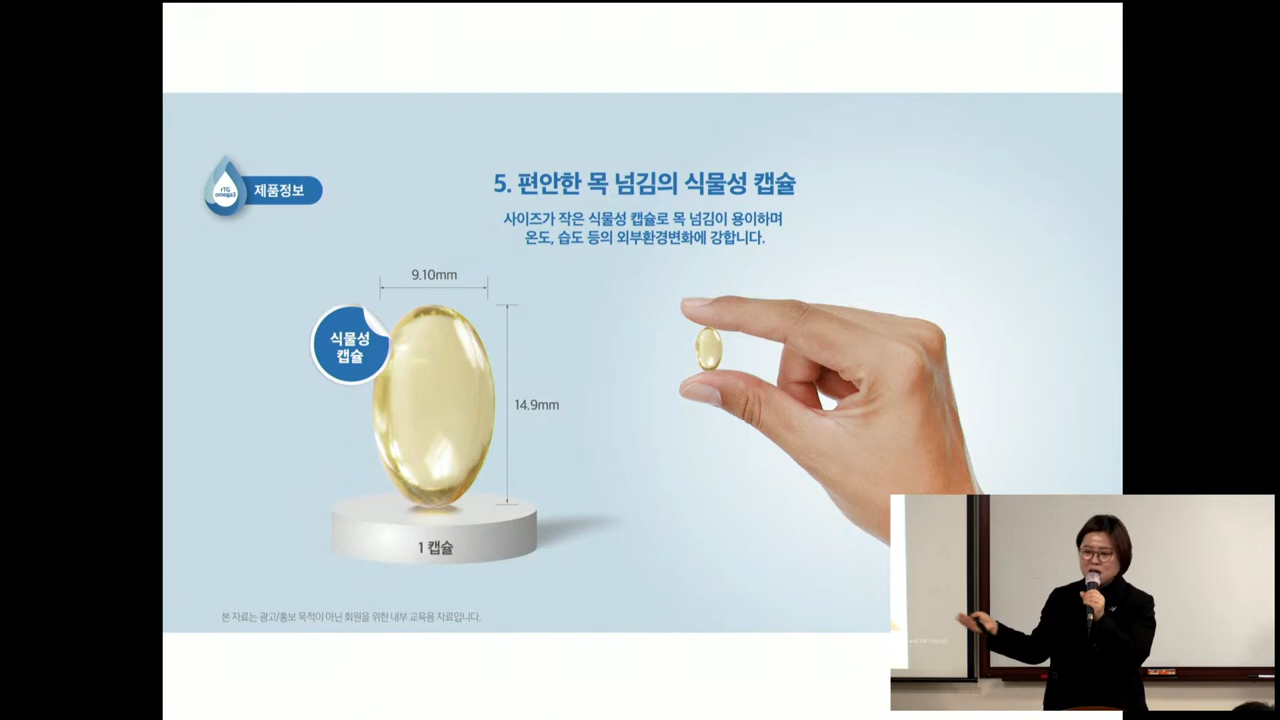 rTG
omega3
제품정보
5. 편안한 목 넘김의 식물성 캡슐
사이즈가 작은 식물성 캡슐로 목 넘김이 용이하며
온도, 습도 등의 외부환경변화에 강합니다.
9.10mm
식물성
캡슐
14.9mm
1 캡슐
본 자료는 광고/홍보 목적이 아닌 회원을 위한 내부 교육용 자료입니다.